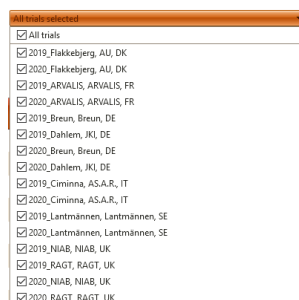 All trials selected
All trials
2019_Flakkebjerg, AU, DK
2020_Flakkebjerg, AU, DK
2019_ARVALIS, ARVALIS, FR
2020_ARVALIS, ARVALIS, FR
2019_Breun, Breun, DE
2019_Dahlem, JKI, DE
2020_Breun, Breun, DE
2020_Dahlem, JKI, DE
2019_Ciminna, AS.A.R., IT
2020_Ciminna, AS.A.R., IT
2019_Lantmännen, Lantmännen, SE
2020_Lantmännen, Lantmännen, SE
2019_NIAB, NIAB, UK
2019_RAGT, RAGT, UK
2020_NIAB, NIAB, UK
2020_RAGT, RAGT, UK